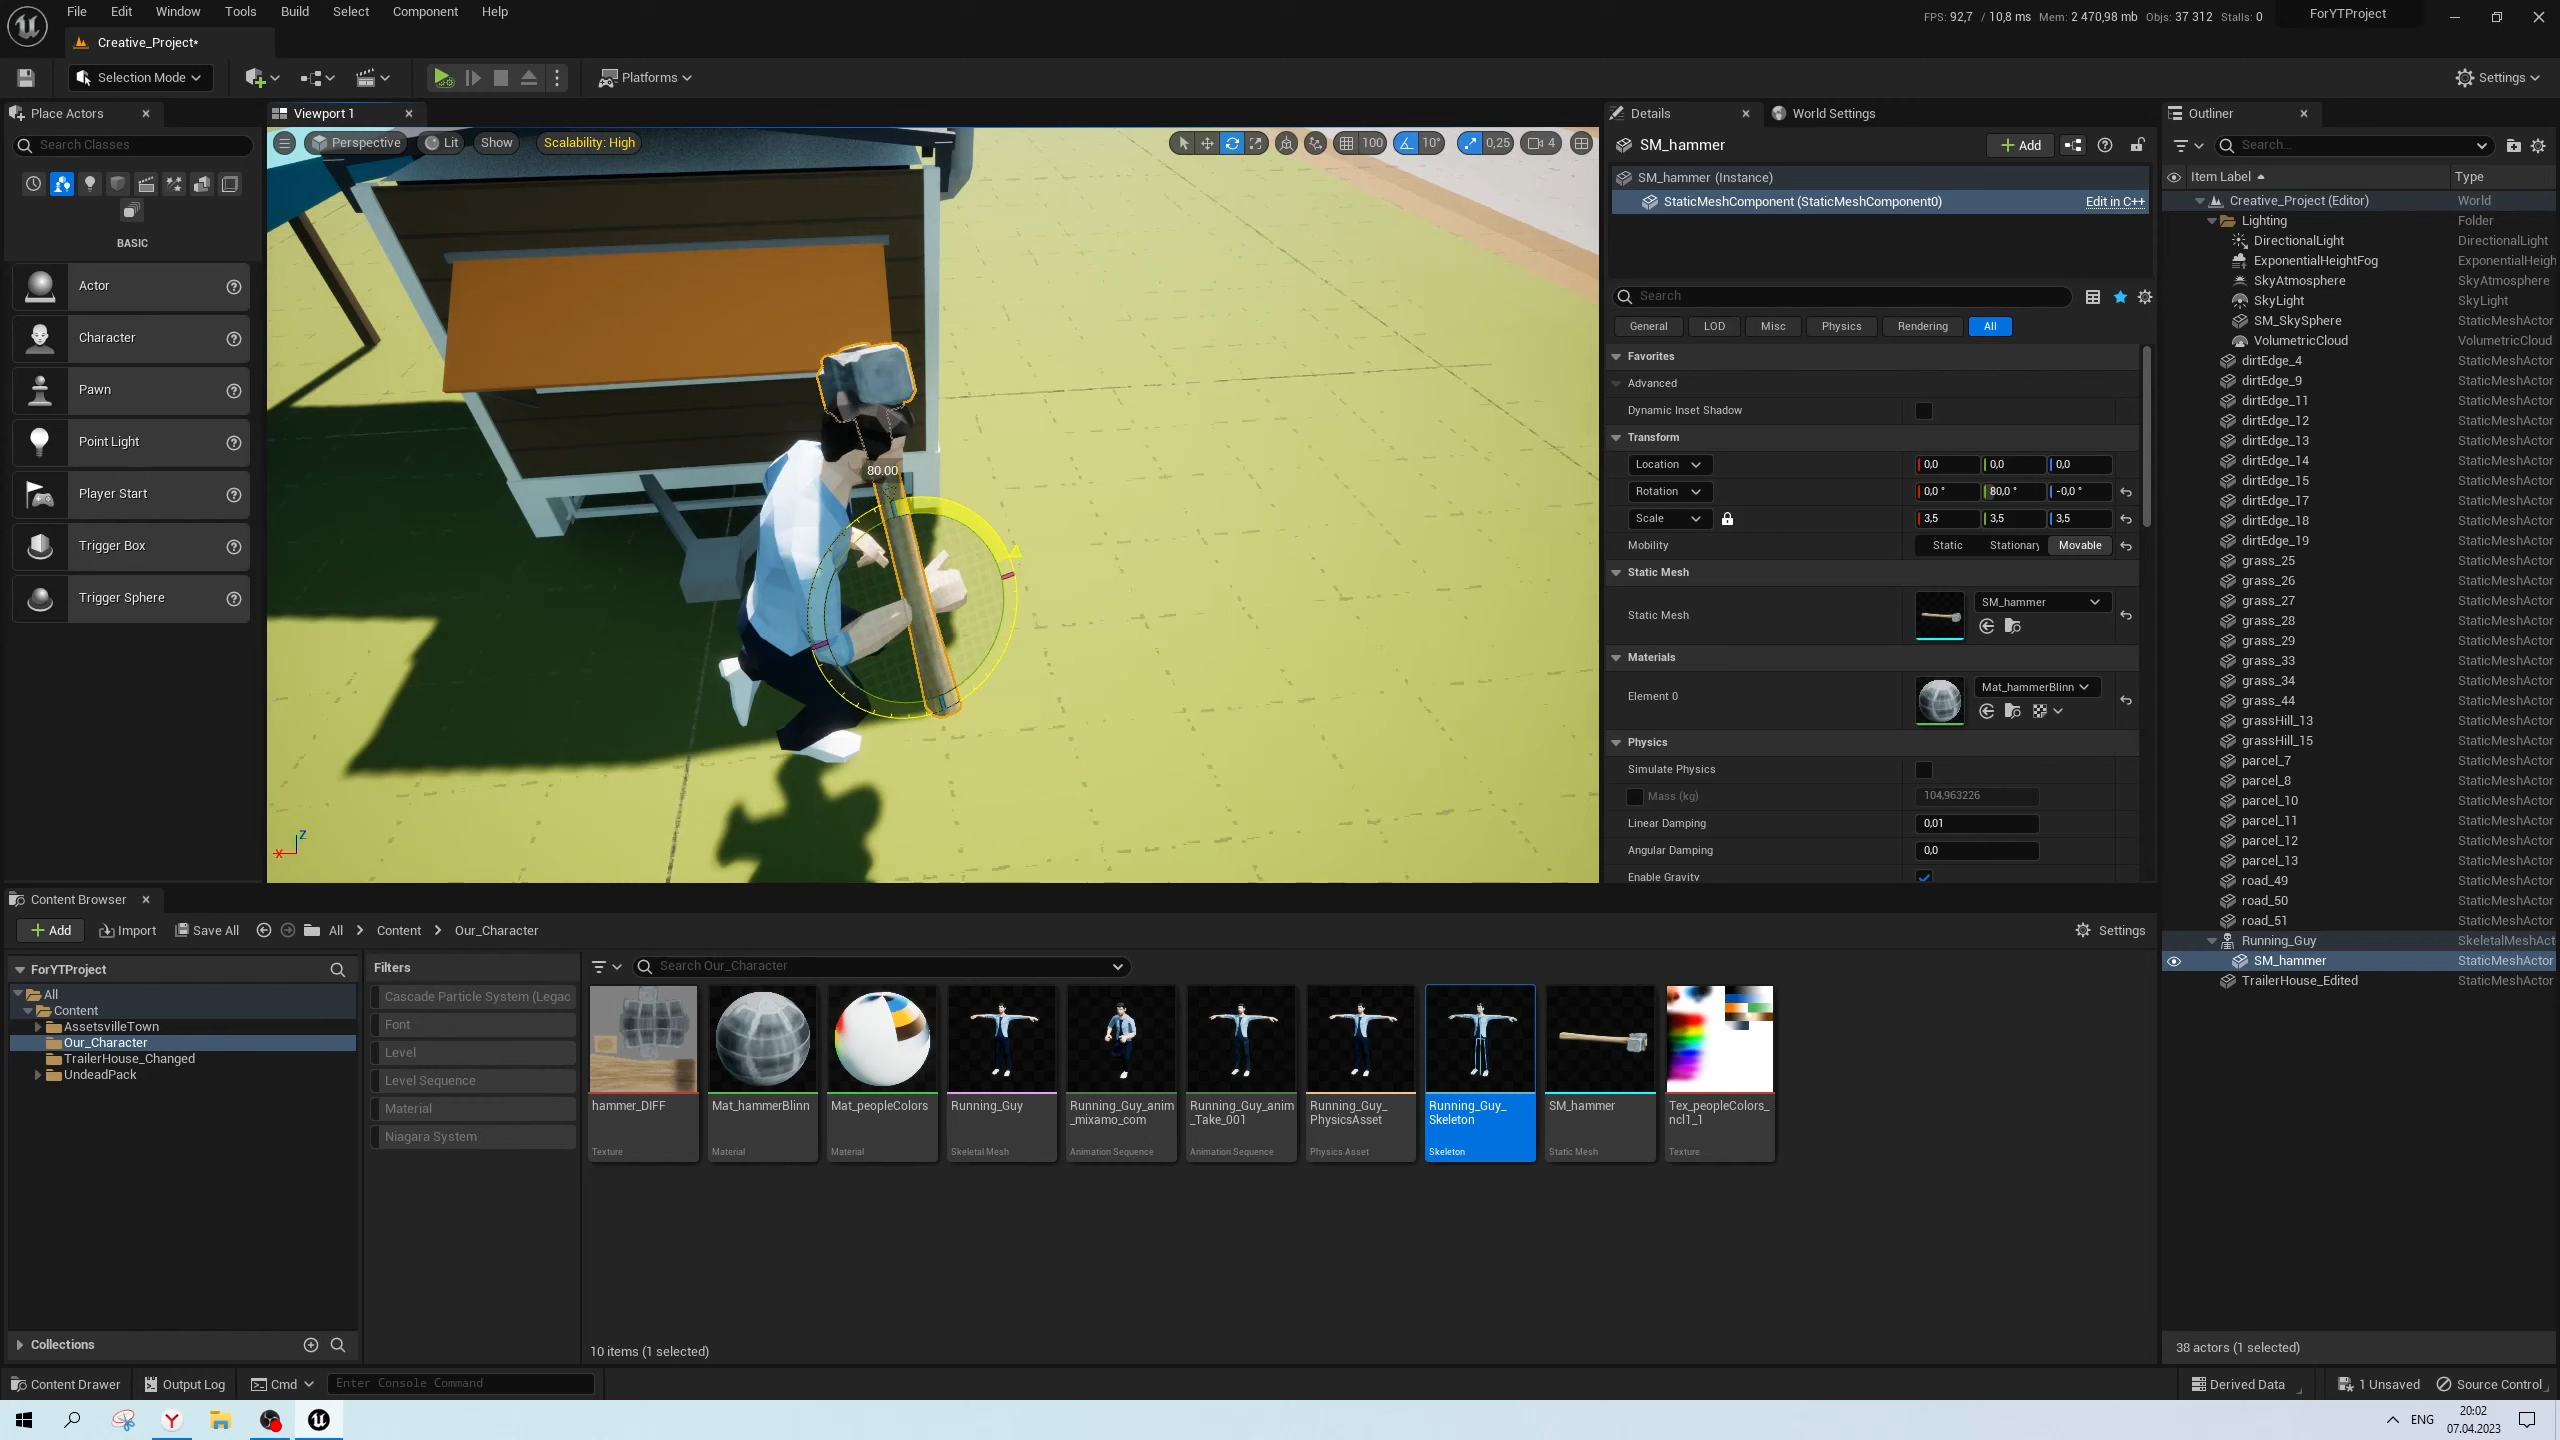 File Edit Window Tools Build Select Component Help
FPS: 92,7 / 10,8 ms Mem: 2 470,98 mb Objs: 37 312 Stalls: 0 ForYTProject
Creative_Project*
Selection Mode Platforms Settings
Place Actors
Search Classes
BASIC
Actor
Character
Pawn
Point Light
Player Start
Trigger Box
Trigger Sphere
Viewport 1
Perspective Lit Show Scalability: High 100 10° 0,25 4
80.00
Z
X
Details World Settings
SM_hammer Add
SM_hammer (Instance)
StaticMeshComponent (StaticMeshComponent0) Edit in C++
Search
General LOD Misc Physics Rendering All
Favorites
Advanced
Dynamic Inset Shadow
Transform
Location 0,0 0,0 0,0
Rotation 0,0 ° 80,0 ° -0,0 °
Scale 3,5 3,5 3,5
Mobility Static Stationary Movable
Static Mesh
Static Mesh SM_hammer
Materials
Element 0 Mat_hammerBlinn
Physics
Simulate Physics
Mass (kg) 104,963226
Linear Damping 0,01
Angular Damping 0,0
Enable Gravity
Outliner
Search...
Item Label Type
Creative_Project (Editor) World
Lighting Folder
DirectionalLight DirectionalLight
ExponentialHeightFog ExponentialHeigh
SkyAtmosphere SkyAtmosphere
SkyLight SkyLight
SM_SkySphere StaticMeshActor
VolumetricCloud VolumetricCloud
dirtEdge_4 StaticMeshActor
dirtEdge_9 StaticMeshActor
dirtEdge_11 StaticMeshActor
dirtEdge_12 StaticMeshActor
dirtEdge_13 StaticMeshActor
dirtEdge_14 StaticMeshActor
dirtEdge_15 StaticMeshActor
dirtEdge_17 StaticMeshActor
dirtEdge_18 StaticMeshActor
dirtEdge_19 StaticMeshActor
grass_25 StaticMeshActor
grass_26 StaticMeshActor
grass_27 StaticMeshActor
grass_28 StaticMeshActor
grass_29 StaticMeshActor
grass_33 StaticMeshActor
grass_34 StaticMeshActor
grass_44 StaticMeshActor
grassHill_13 StaticMeshActor
grassHill_15 StaticMeshActor
parcel_7 StaticMeshActor
parcel_8 StaticMeshActor
parcel_10 StaticMeshActor
parcel_11 StaticMeshActor
parcel_12 StaticMeshActor
parcel_13 StaticMeshActor
road_49 StaticMeshActor
road_50 StaticMeshActor
road_51 StaticMeshActor
Running_Guy SkeletalMeshAct
SM_hammer StaticMeshActor
TrailerHouse_Edited StaticMeshActor
38 actors (1 selected)
Content Browser
Add Import Save All All Content Our_Character Settings
ForYTProject
All
Content
AssetsvilleTown
Our_Character
TrailerHouse_Changed
UndeadPack
Collections
Filters
Cascade Particle System (Legac
Font
Level
Level Sequence
Material
Niagara System
Search Our_Character
hammer_DIFF
Texture
Mat_hammerBlinn
Material
Mat_peopleColors
Material
Running_Guy
Skeletal Mesh
Running_Guy_anim
_mixamo_com
Animation Sequence
Running_Guy_anim
_Take_001
Animation Sequence
Running_Guy_
PhysicsAsset
Physics Asset
Running_Guy_
Skeleton
Skeleton
SM_hammer
Static Mesh
Tex_peopleColors_
ncl1_1
Texture
10 items (1 selected)
Content Drawer Output Log Cmd Enter Console Command Derived Data 1 Unsaved Source Control
ENG 20:02
07.04.2023